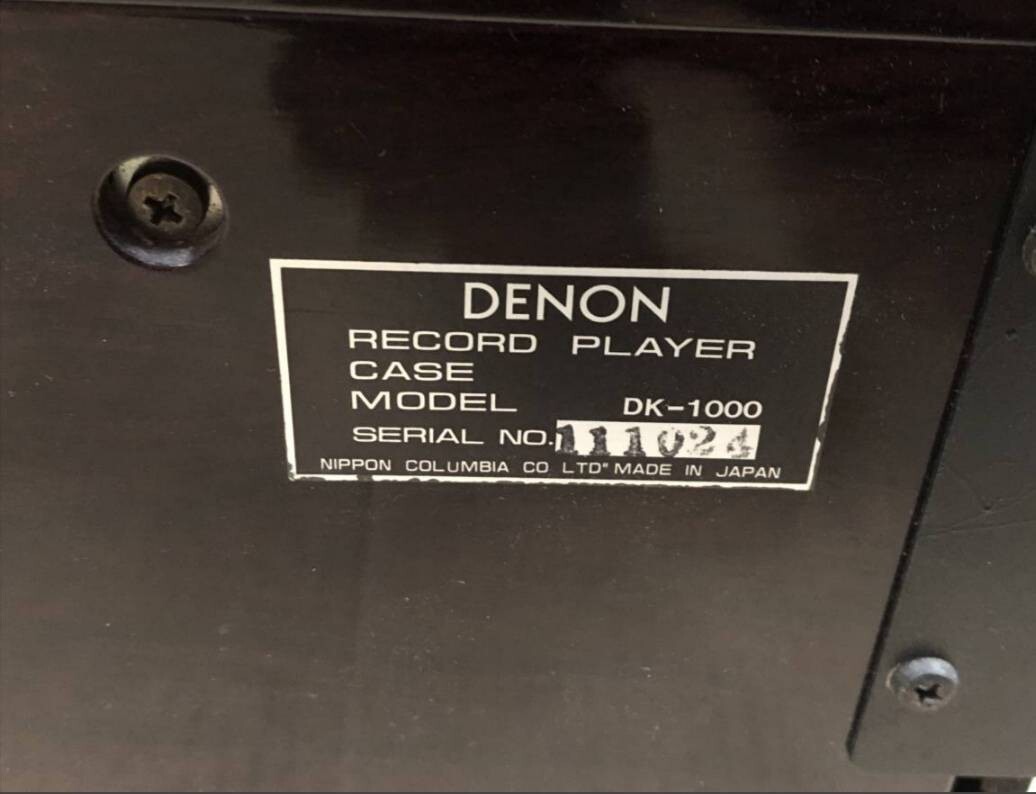 DENON
RECORD PLAYER
CASE
MODEL DK-1000
SERIAL NO. 111024
NIPPON COLUMBIA CO LTD" MADE IN JAPAN